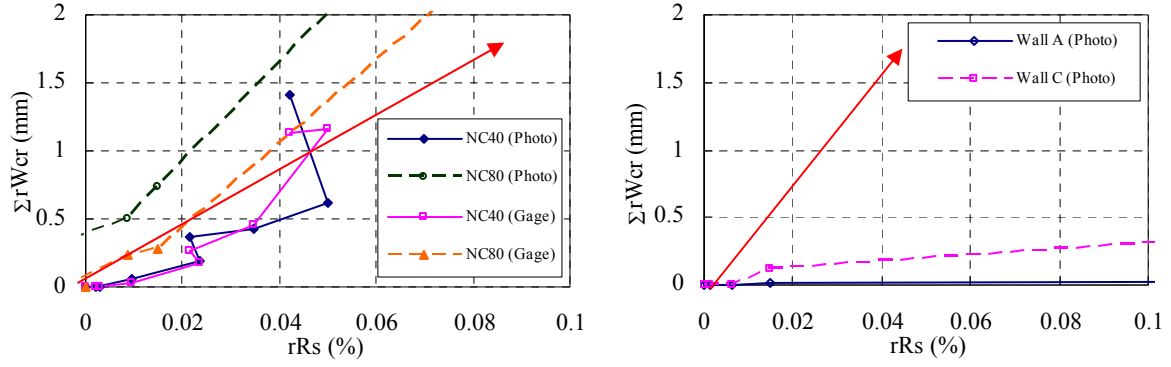 2
1.5
1
0.5
0
ΣrWcr (mm)
0 0.02 0.04 0.06 0.08 0.1
rRs (%)
NC40 (Photo)
NC80 (Photo)
NC40 (Gage)
NC80 (Gage)
2
1.5
1
0.5
0
ΣrWcr (mm)
0 0.02 0.04 0.06 0.08 0.1
rRs (%)
Wall A (Photo)
Wall C (Photo)